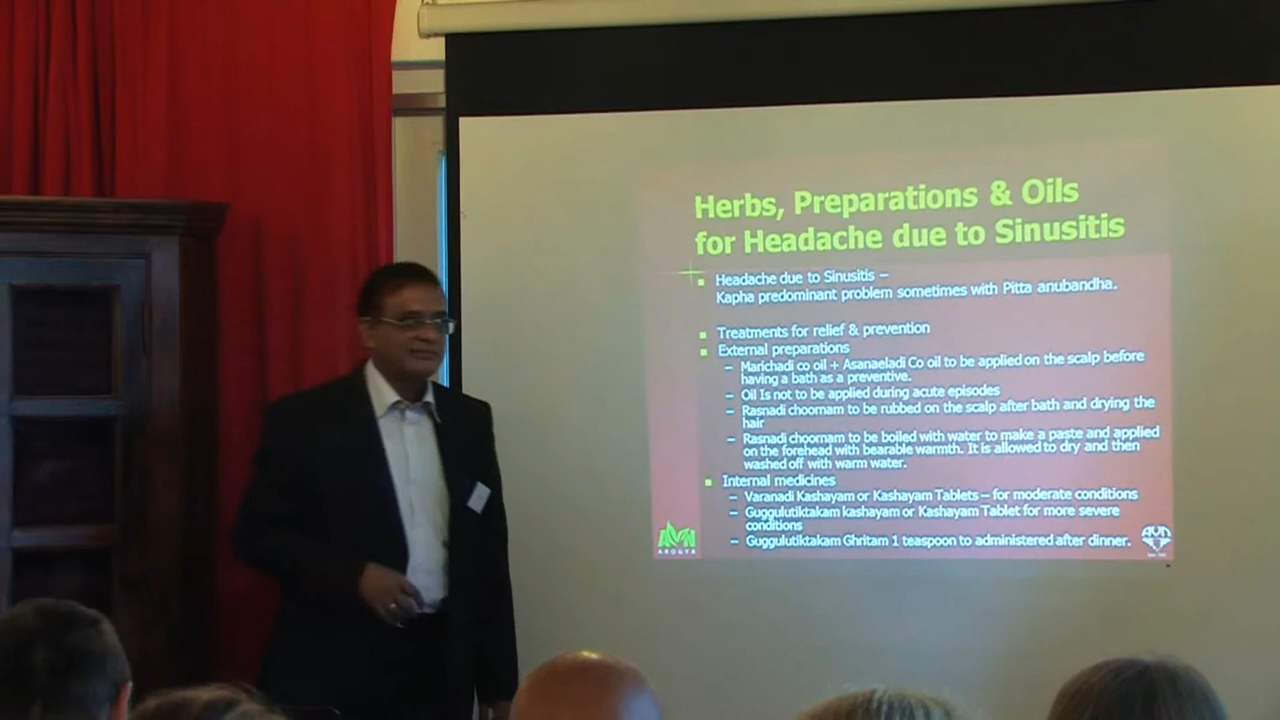 Herbs, Preparations & Oils
for Headache due to Sinusitis
Headache due to Sinusitis –
Kapha predominant problem sometimes with Pitta anubandha.
Treatments for relief & prevention
External preparations
– Marichadi co oil + Asanaeladi Co oil to be applied on the scalp before
having a bath as a preventive.
– Oil Is not to be applied during acute episodes
– Rasnadi choornam to be rubbed on the scalp after bath and drying the
hair
– Rasnadi choornam to be boiled with water to make a paste and applied
on the forehead with bearable warmth. It is allowed to dry and then
washed off with warm water.
Internal medicines
– Varanadi Kashayam or Kashayam Tablets – for moderate conditions
– Guggulutiktakam kashayam or Kashayam Tablet for more severe
conditions
– Guggulutiktakam Ghritam 1 teaspoon to administered after dinner.
AVN
AROGYA
AVN